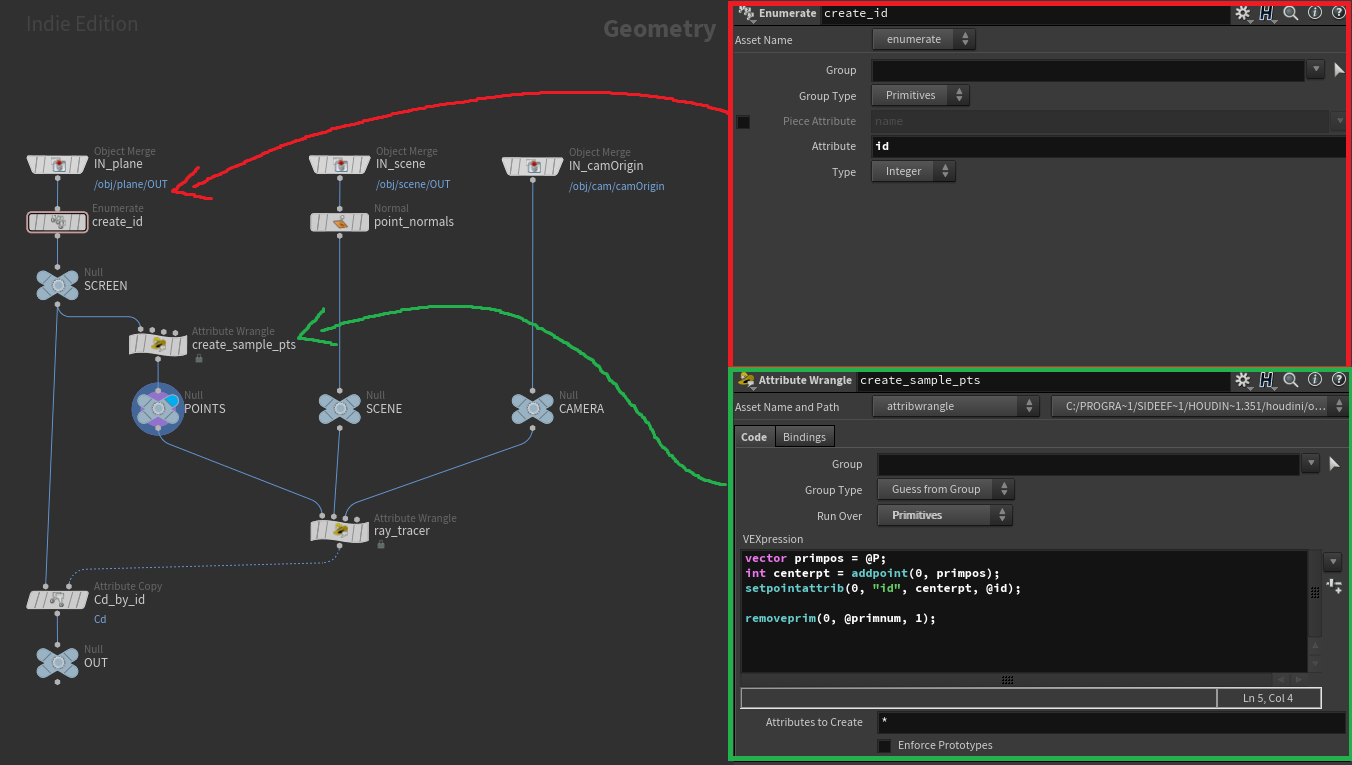 Indie Edition
Geometry
Object Merge
IN_plane
/obj/plane/OUT
Enumerate
create_id
Null
SCREEN
Attribute Wrangle
create_sample_pts
Null
POINTS
Object Merge
IN_scene
/obj/scene/OUT
Normal
point_normals
Null
SCENE
Object Merge
IN_camOrigin
/obj/cam/camOrigin
Null
CAMERA
Attribute Wrangle
ray_tracer
Attribute Copy
Cd_by_id
Cd
Null
OUT
Enumerate create_id
Asset Name enumerate
Group
Group Type Primitives
Piece Attribute name
Attribute id
Type Integer
Attribute Wrangle create_sample_pts
Asset Name and Path attribwrangle C:/PROGRA~1/SIDEEF~1/HOUDIN~1.351/houdini/o...
Code Bindings
Group
Group Type Guess from Group
Run Over Primitives
VEXpression
vector primpos = @P;
int centerpt = addpoint(0, primpos);
setpointattrib(0, "id", centerpt, @id);
removeprim(0, @primnum, 1);
Ln 5, Col 4
Attributes to Create *
Enforce Prototypes